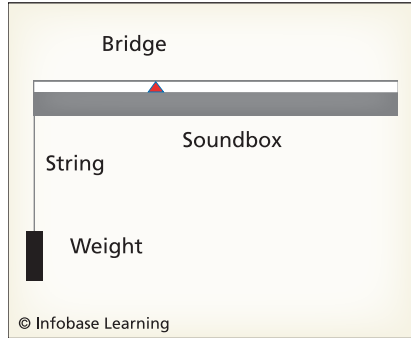 Bridge
Soundbox
String
Weight
© Infobase Learning